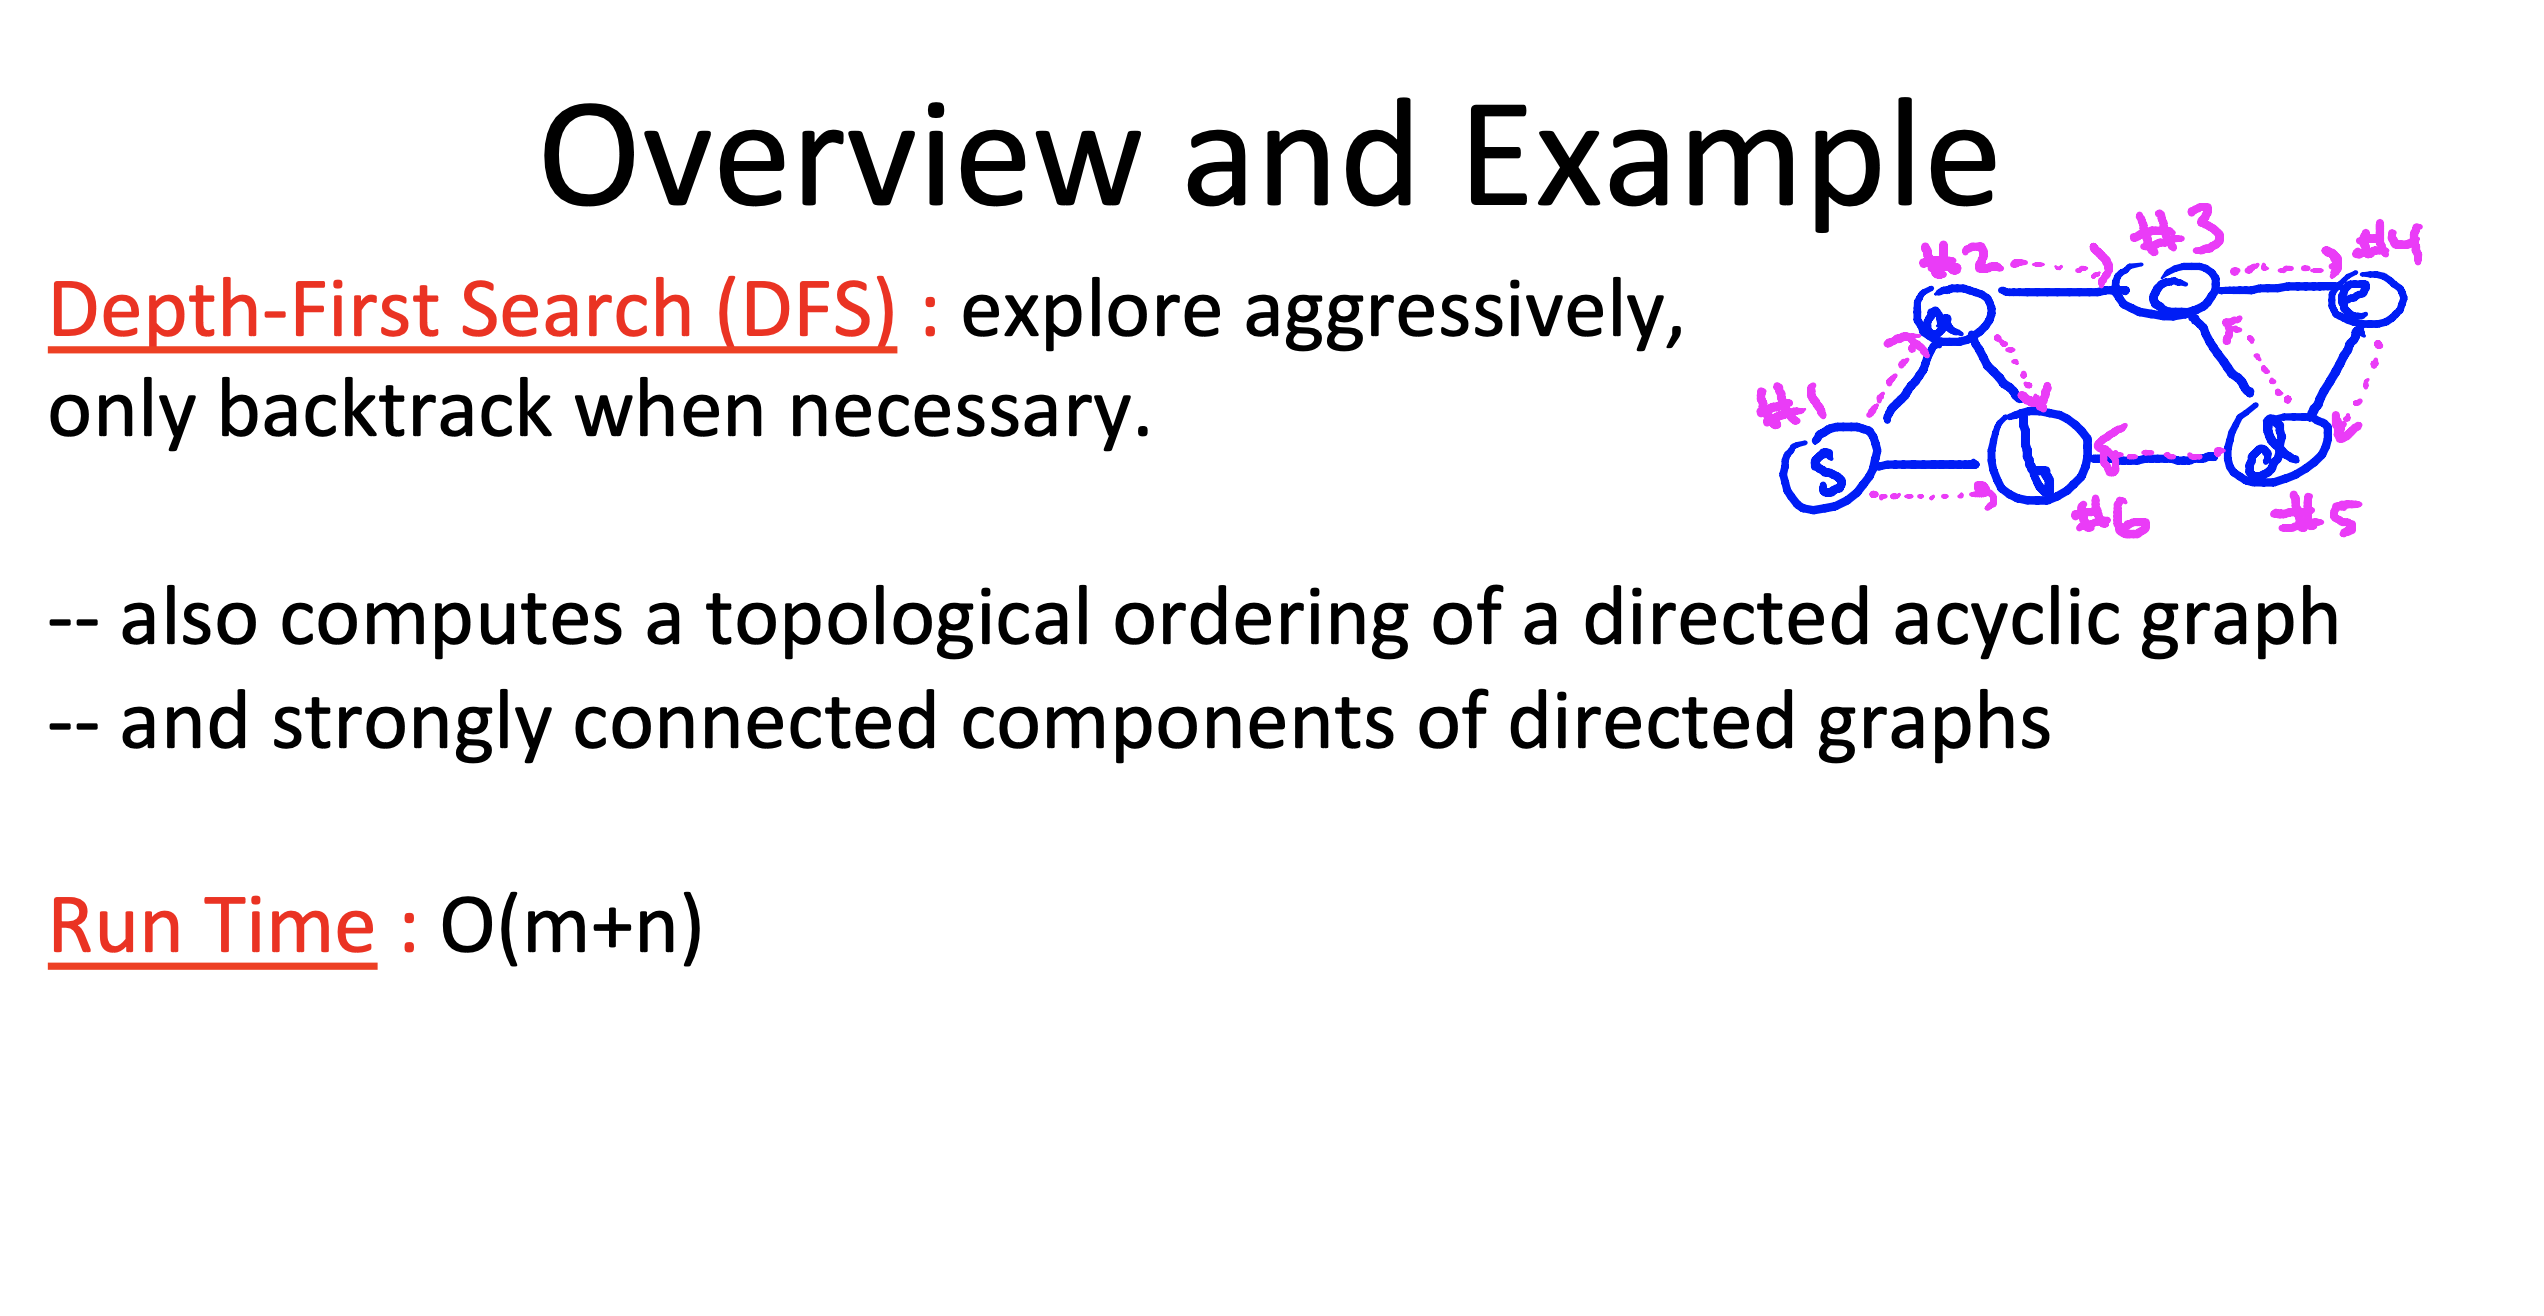 Overview and Example
Depth-First Search (DFS) : explore aggressively,
only backtrack when necessary.
#1
#2
#3
#4
#5
#6
s
a
b
c
d
e
-- also computes a topological ordering of a directed acyclic graph
-- and strongly connected components of directed graphs
Run Time : O(m+n)